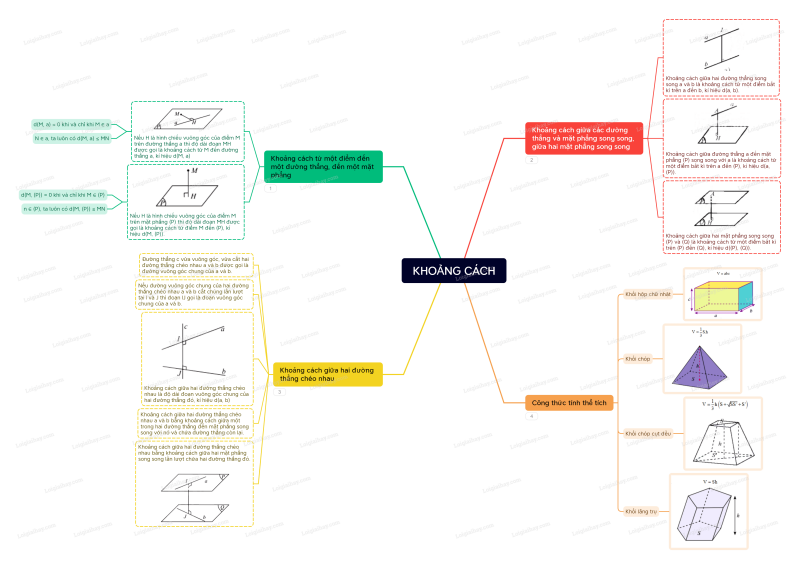 KHOẢNG CÁCH
Khoảng cách từ một điểm đến
một đường thẳng, đến một mặt
phẳng
1
M
a
H
P
Nếu H là hình chiếu vuông góc của điểm M
trên đường thẳng a thì độ dài đoạn MH
được gọi là khoảng cách từ M đến đường
thẳng a, kí hiệu d(M, a).
d(M, a) = 0 khi và chỉ khi M ∈ a
N ∈ a, ta luôn có d(M, a) ≤ MN
M
H
P
Nếu H là hình chiếu vuông góc của điểm M
trên mặt phẳng (P) thì độ dài đoạn MH được
gọi là khoảng cách từ điểm M đến (P), kí
hiệu d(M, (P)).
d(M, (P)) = 0 khi và chỉ khi M ∈ (P)
n ∈ (P), ta luôn có d(M, (P)) ≤ MN
Khoảng cách giữa các đường
thẳng và mặt phẳng song song,
giữa hai mặt phẳng song song
2
a
I
b
Khoảng cách giữa hai đường thẳng song
song a và b là khoảng cách từ một điểm bất
kì trên a đến b, kí hiệu d(a, b)
Khoảng cách giữa đường thẳng a đến mặt
phẳng (P) song song với a là khoảng cách từ
một điểm bất kì trên a đến (P), kí hiệu d(a,
(P)).
Khoảng cách giữa hai mặt phẳng song song
(P) và (Q) là khoảng cách từ một điểm bất kì
trên (P) đến (Q), kí hiệu d((P), (Q)).
Khoảng cách giữa hai đường
thẳng chéo nhau
3
Đường thẳng c vừa vuông góc, vừa cắt hai
đường thẳng chéo nhau a và b được gọi là
đường vuông góc chung của a và b.
Nếu đường vuông góc chung của hai đường
thẳng chéo nhau a và b cắt chúng lần lượt
tại I và J thì đoạn IJ gọi là đoạn vuông góc
chung của a và b.
c
a
I
J
b
Khoảng cách giữa hai đường thẳng chéo
nhau là độ dài đoạn vuông góc chung của
hai đường thẳng đó, kí hiệu d(a, b)
Khoảng cách giữa hai đường thẳng chéo
nhau a và b bằng khoảng cách giữa một
trong hai đường thẳng đến mặt phẳng song
song với nó và chứa đường thẳng còn lại.
Khoảng cách giữa hai đường thẳng chéo
nhau bằng khoảng cách giữa hai mặt phẳng
song song lần lượt chứa hai đường thẳng đó.
I
a
P
J
b
Q
Công thức tính thể tích
4
Khối hộp chữ nhật
V = abc
c
a
b
Khối chóp
V = 1/3 S.h
h
S
Khối chóp cụt đều
V = 1/3 h(S + √SS' + S')
h
Khối lăng trụ
V = S.h
h
S
Loigiaihay.com